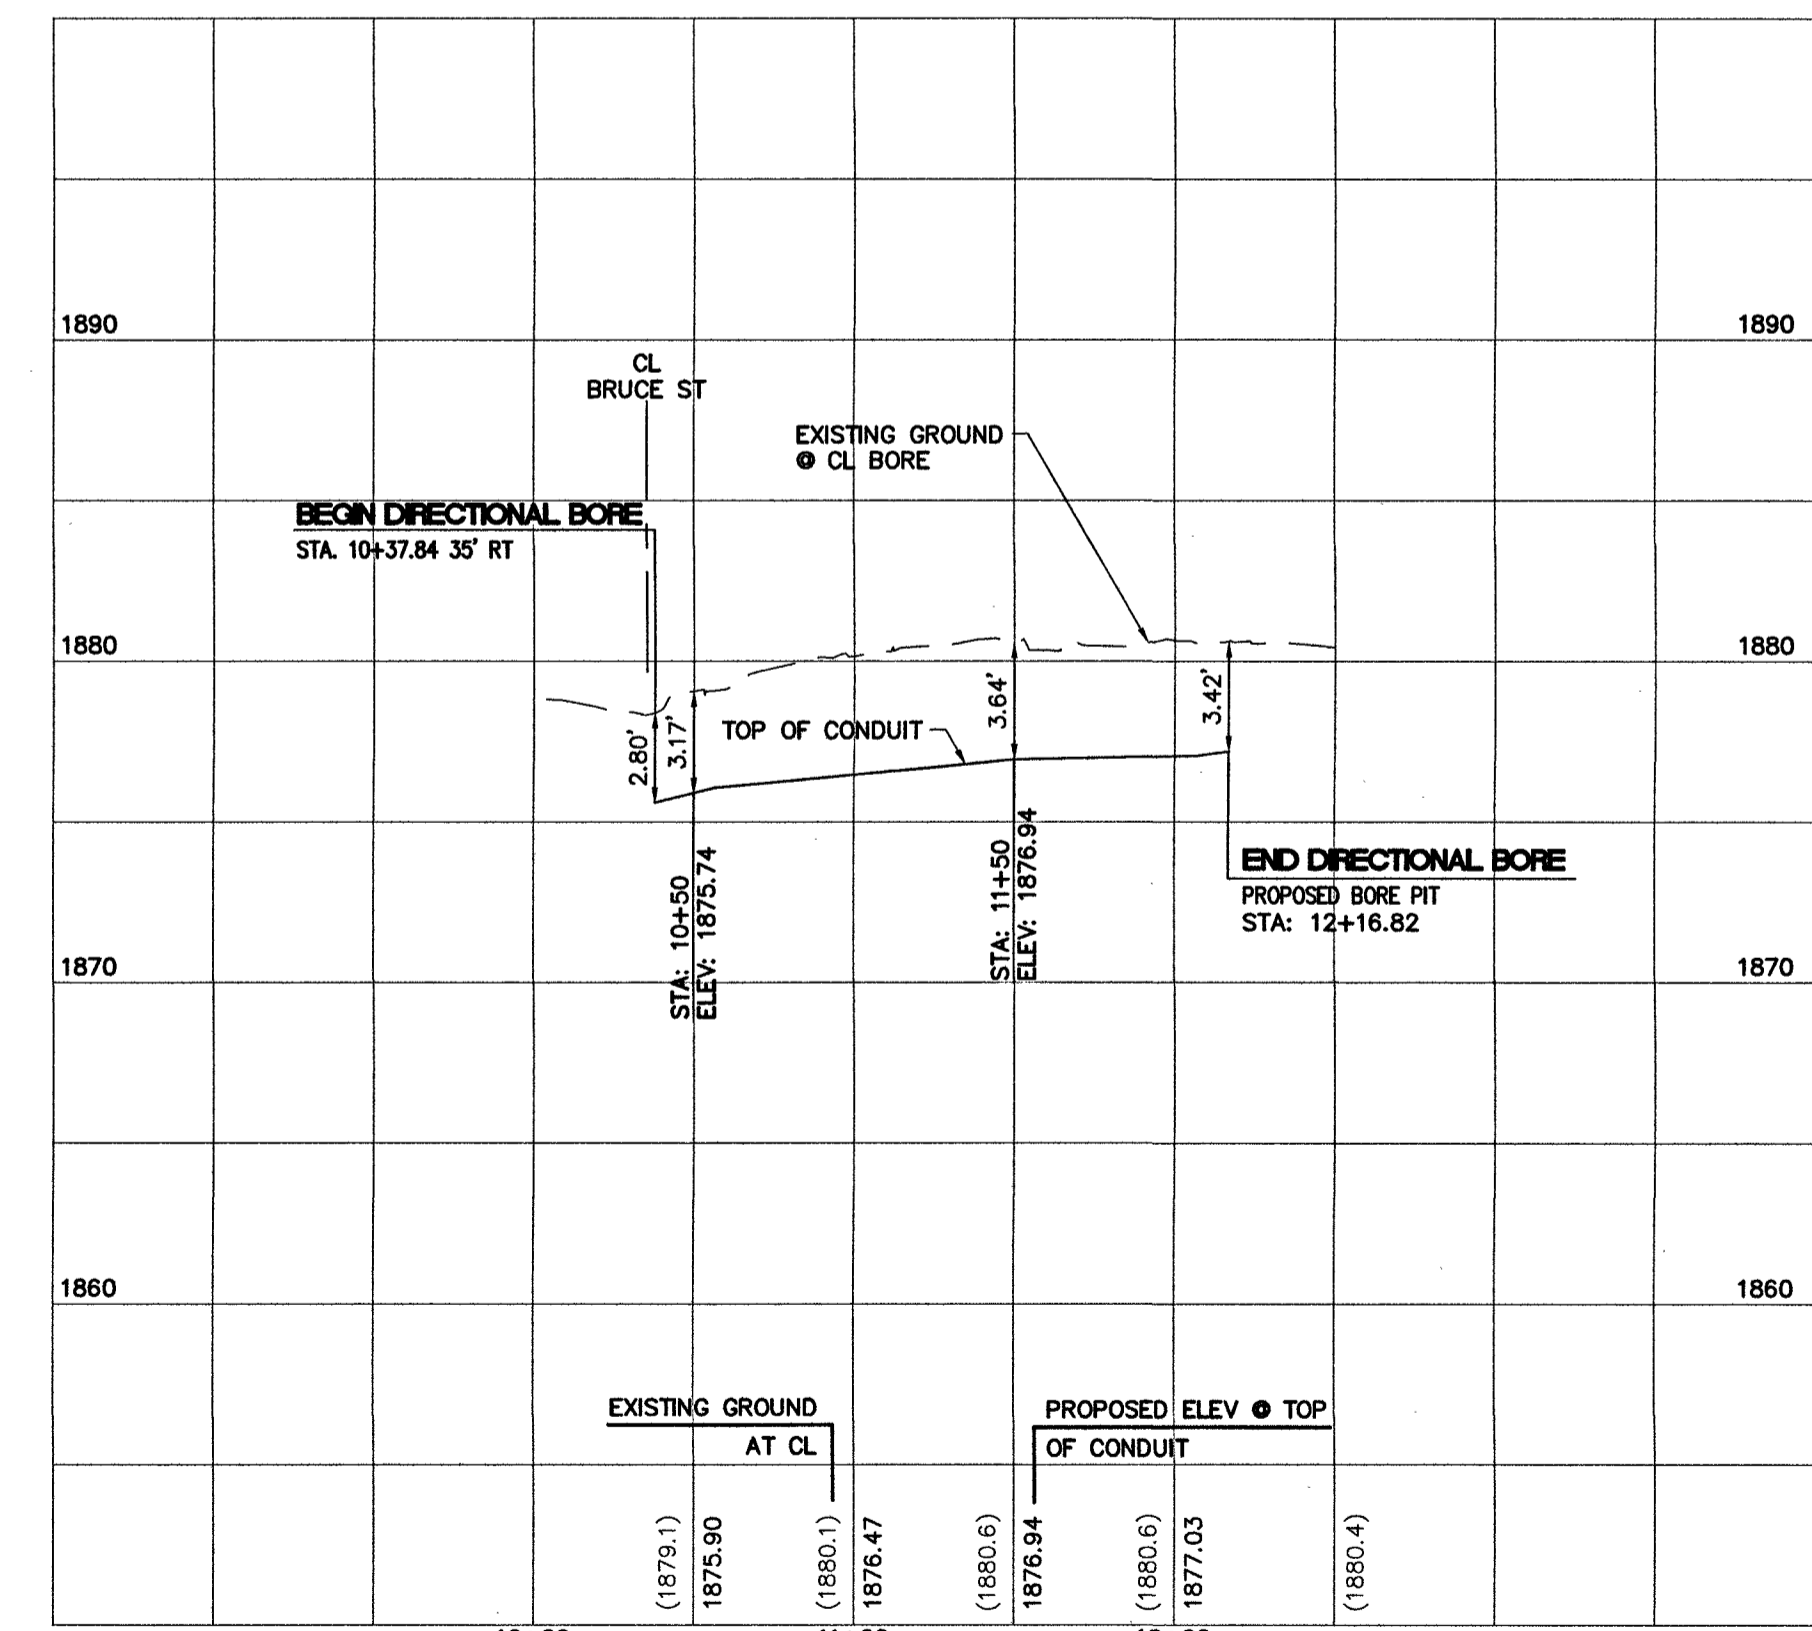 1890
1890
CL
BRUCE ST
EXISTING GROUND
@ CL BORE
BEGIN DIRECTIONAL BORE
STA. 10+37.84 35' RT
1880
1880
2.80'
3.17'
TOP OF CONDUIT
3.64'
3.42'
STA: 10+50
ELEV: 1875.74
STA: 11+50
ELEV: 1876.94
END DIRECTIONAL BORE
PROPOSED BORE PIT
STA: 12+16.82
1870
1870
1860
1860
EXISTING GROUND
AT CL
PROPOSED ELEV @ TOP
OF CONDUIT
(1879.1)
1875.90
(1880.1)
1876.47
(1880.6)
1876.94
(1880.6)
1877.03
(1880.4)